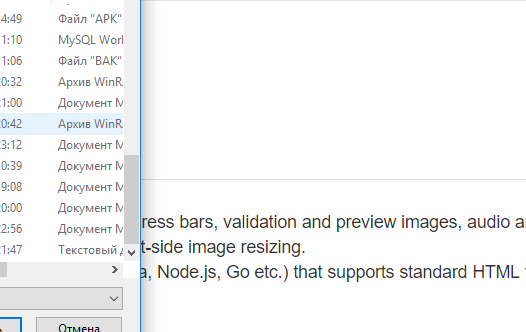 4:49 Файл "АРК"
1:10 MySQL Worl
1:06 Файл "BAK"
0:32 Архив WinR
1:00 Документ M
0:42 Архив WinR
3:12 Документ M
0:39 Документ M
9:08 Документ M
0:00 Документ M
2:56 Документ M
1:47 Текстовый д
ress bars, validation and preview images, audio a
t-side image resizing.
a, Node.js, Go etc.) that supports standard HTML
Отмена